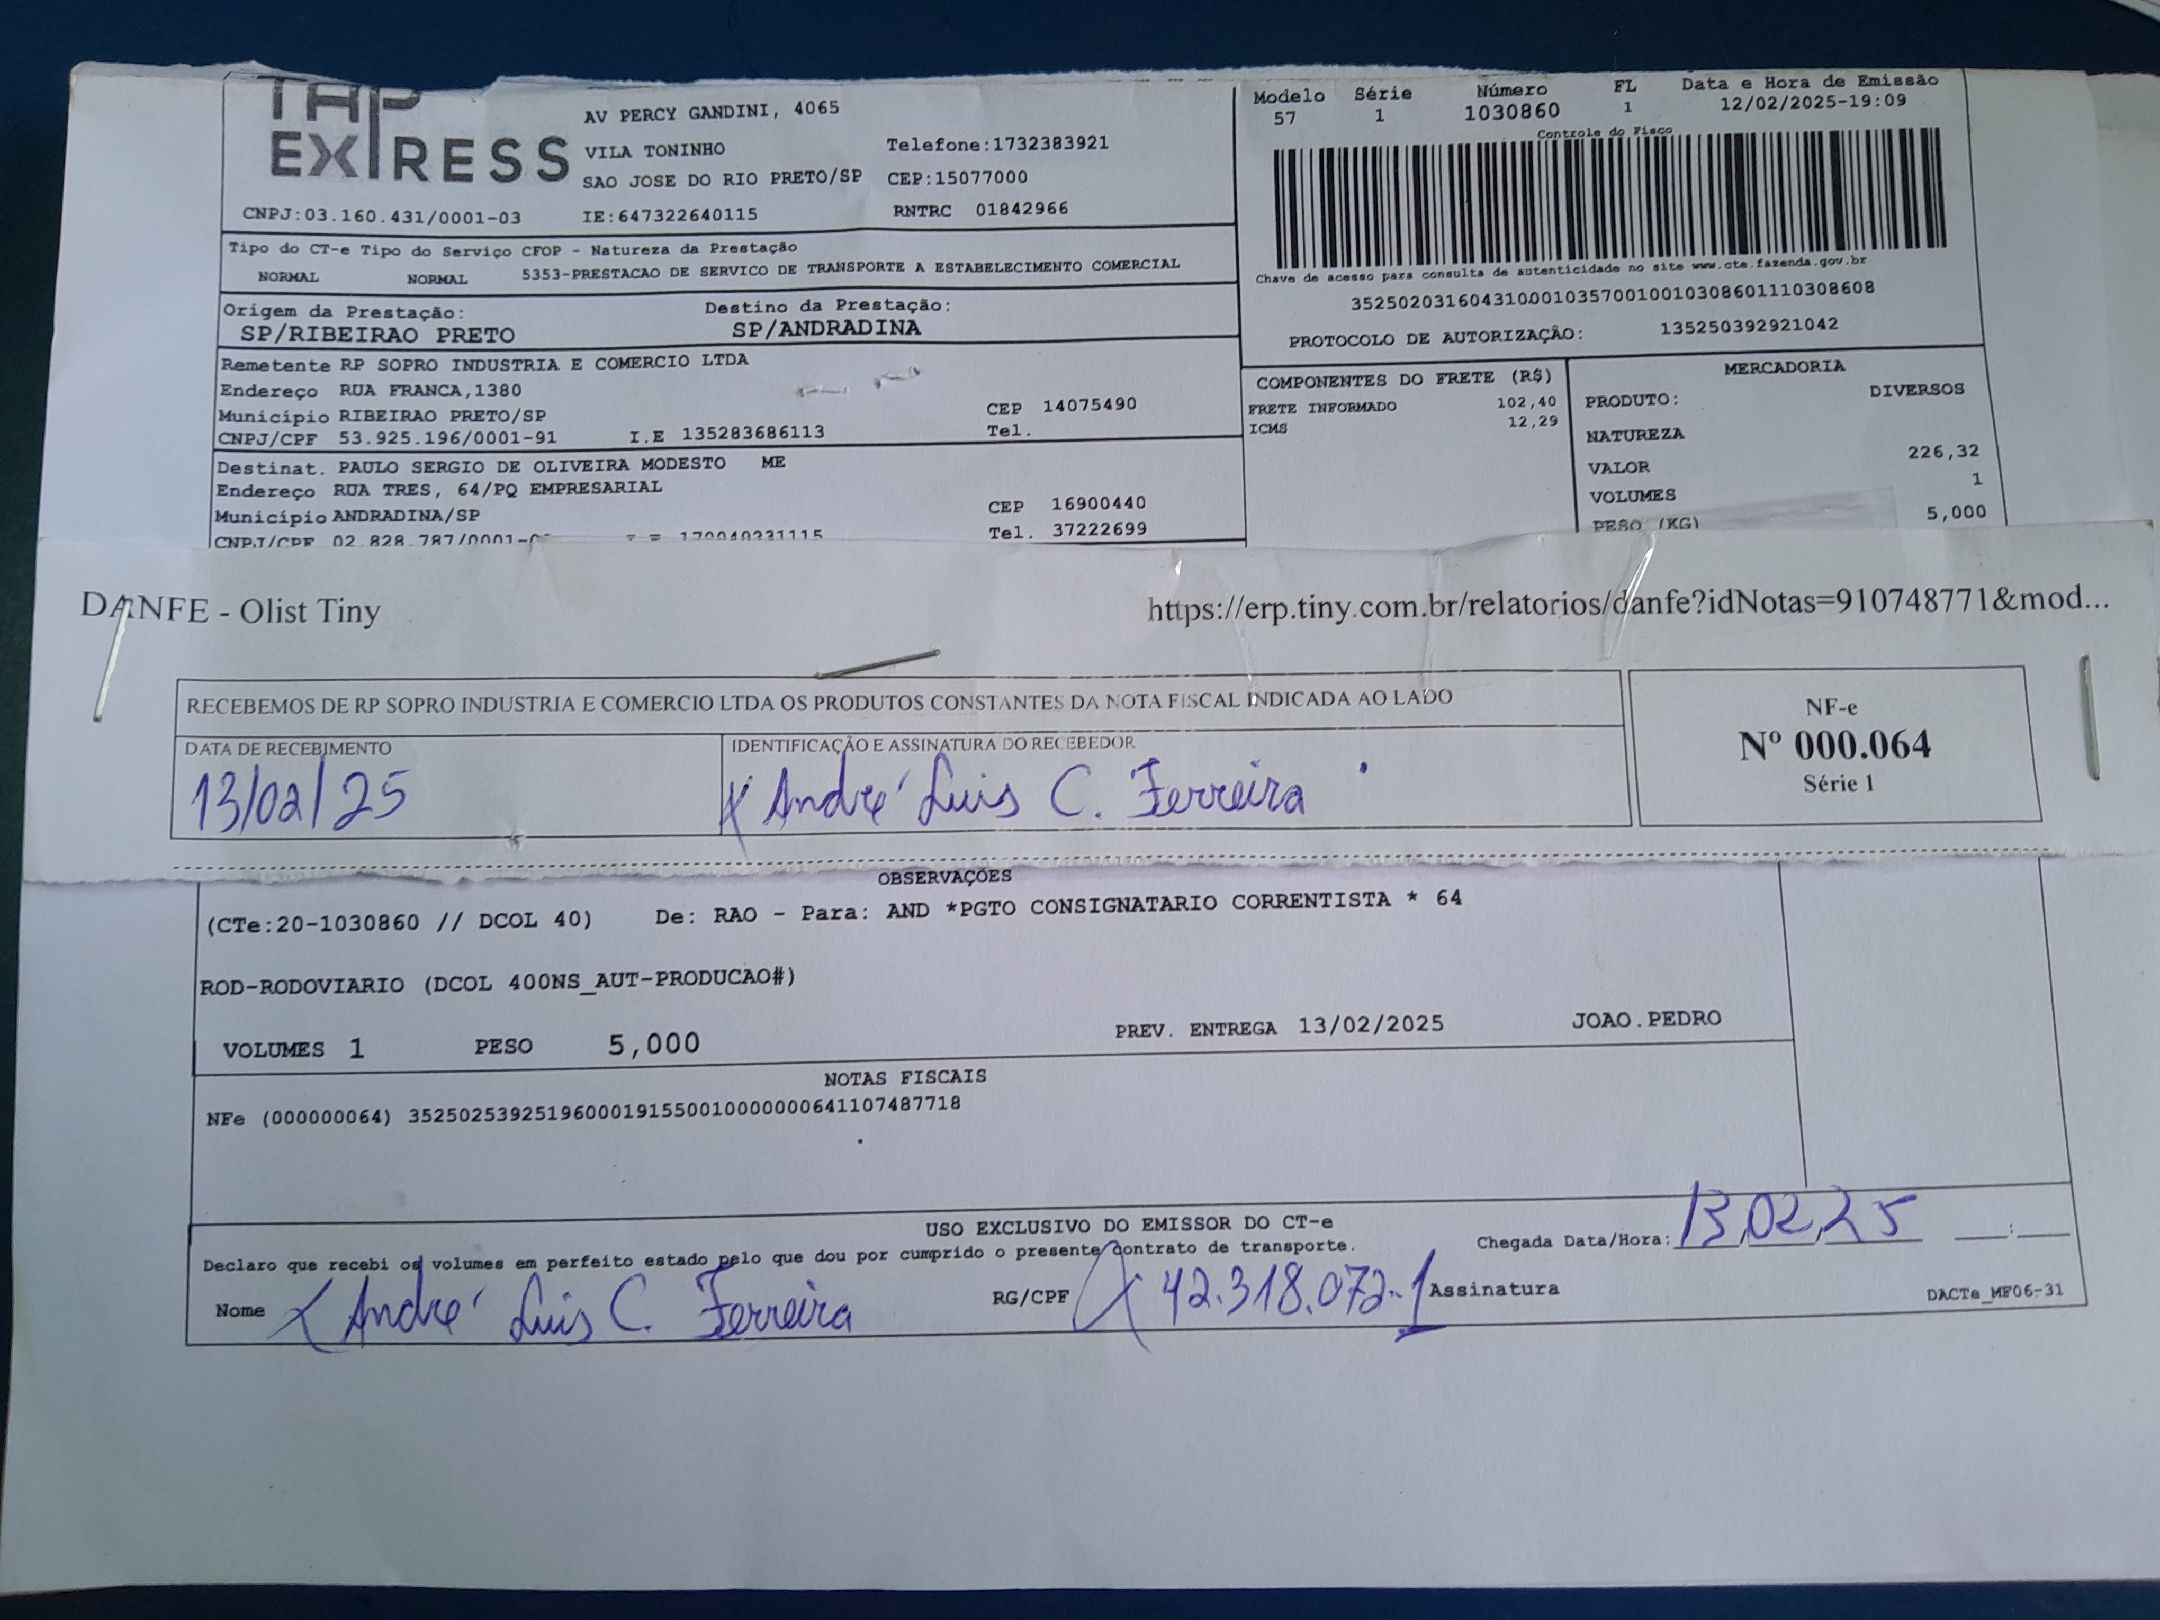 EXPRESS
AV PERCY GANDINI, 4065
VILA TONINHO Telefone:1732383921
SAO JOSE DO RIO PRETO/SP CEP:15077000
CNPJ:03.160.431/0001-03 IE:647322640115 RNTRC 01842966
Modelo Série Número FL Data e Hora de Emissão
57 1 1030860 1 12/02/2025-19:09
Controle do Fisco
Chave de acesso para consulta de autenticidade no site www.cte.fazenda.gov.br
35250203160431000103570010010308601110308608
PROTOCOLO DE AUTORIZAÇÃO: 135250392921042
Tipo do CT-e Tipo do Serviço CFOP - Natureza da Prestação
NORMAL NORMAL 5353-PRESTACAO DE SERVICO DE TRANSPORTE A ESTABELECIMENTO COMERCIAL
Origem da Prestação: Destino da Prestação:
SP/RIBEIRAO PRETO SP/ANDRADINA
Remetente RP SOPRO INDUSTRIA E COMERCIO LTDA
Endereço RUA FRANCA,1380
Município RIBEIRAO PRETO/SP CEP 14075490
CNPJ/CPF 53.925.196/0001-91 I.E 135283686113 Tel.
Destinat. PAULO SERGIO DE OLIVEIRA MODESTO ME
Endereço RUA TRES, 64/PQ EMPRESARIAL
Município ANDRADINA/SP CEP 16900440
CNPJ/CPF 02.828.787/0001- 170040231115 Tel. 37222699
COMPONENTES DO FRETE (R$)
FRETE INFORMADO 102,40
ICMS 12,29
MERCADORIA
PRODUTO: DIVERSOS
NATUREZA
VALOR 226,32
VOLUMES 1
PESO (KG) 5,000
DANFE - Olist Tiny https://erp.tiny.com.br/relatorios/danfe?idNotas=910748771&mod...
RECEBEMOS DE RP SOPRO INDUSTRIA E COMERCIO LTDA OS PRODUTOS CONSTANTES DA NOTA FISCAL INDICADA AO LADO
DATA DE RECEBIMENTO IDENTIFICAÇÃO E ASSINATURA DO RECEBEDOR
13/02/25 X André Luis C. Ferreira
NF-e
Nº 000.064
Série 1
OBSERVAÇÕES
(CTe:20-1030860 // DCOL 40) De: RAO - Para: AND *PGTO CONSIGNATARIO CORRENTISTA * 64
ROD-RODOVIARIO (DCOL 400NS_AUT-PRODUCAO#)
VOLUMES 1 PESO 5,000 PREV. ENTREGA 13/02/2025 JOAO.PEDRO
NOTAS FISCAIS
NFe (000000064) 35250253925196000191550010000000641107487718
USO EXCLUSIVO DO EMISSOR DO CT-e
Declaro que recebi os volumes em perfeito estado pelo que dou por cumprido o presente contrato de transporte. Chegada Data/Hora: 13,02,25 :
Nome X André Luis C. Ferreira RG/CPF X 42.318.072-1 Assinatura
DACTe_MF06-31